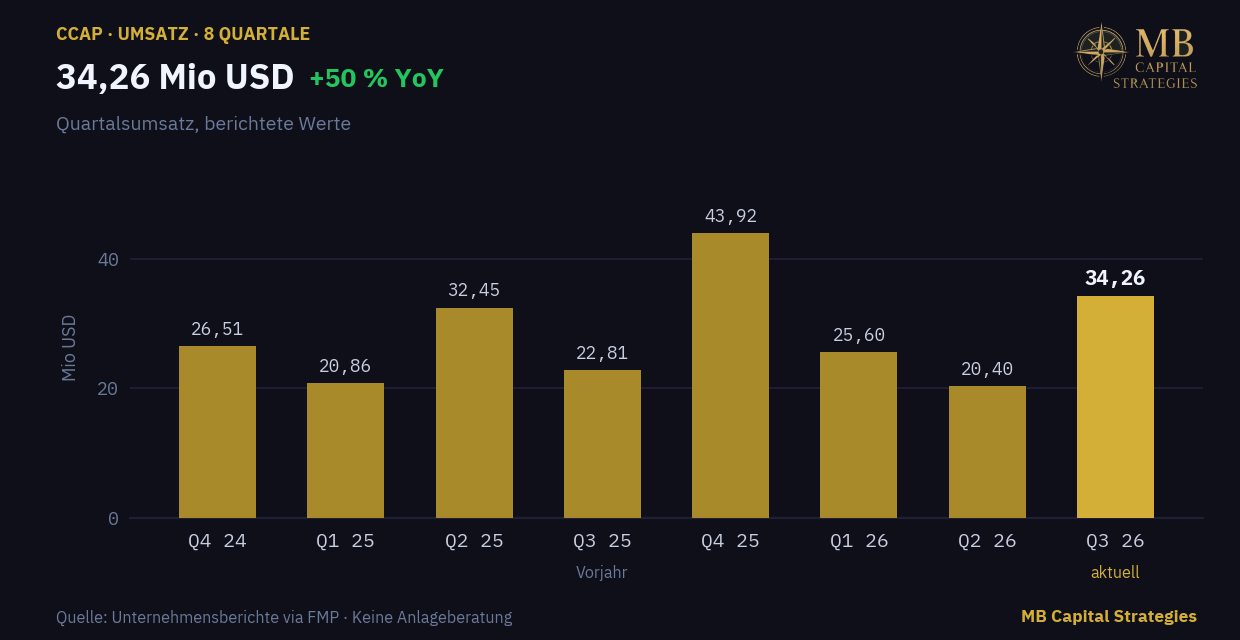 CCAP · UMSATZ · 8 QUARTALE
34,26 Mio USD +50 % YoY
Quartalsumsatz, berichtete Werte
MB
CAPITAL
STRATEGIES
Mio USD
40
20
0
26,51
20,86
32,45
22,81
43,92
25,60
20,40
34,26
Q4 24
Q1 25
Q2 25
Q3 25
Q4 25
Q1 26
Q2 26
Q3 26
Vorjahr
aktuell
Quelle: Unternehmensberichte via FMP · Keine Anlageberatung
MB Capital Strategies